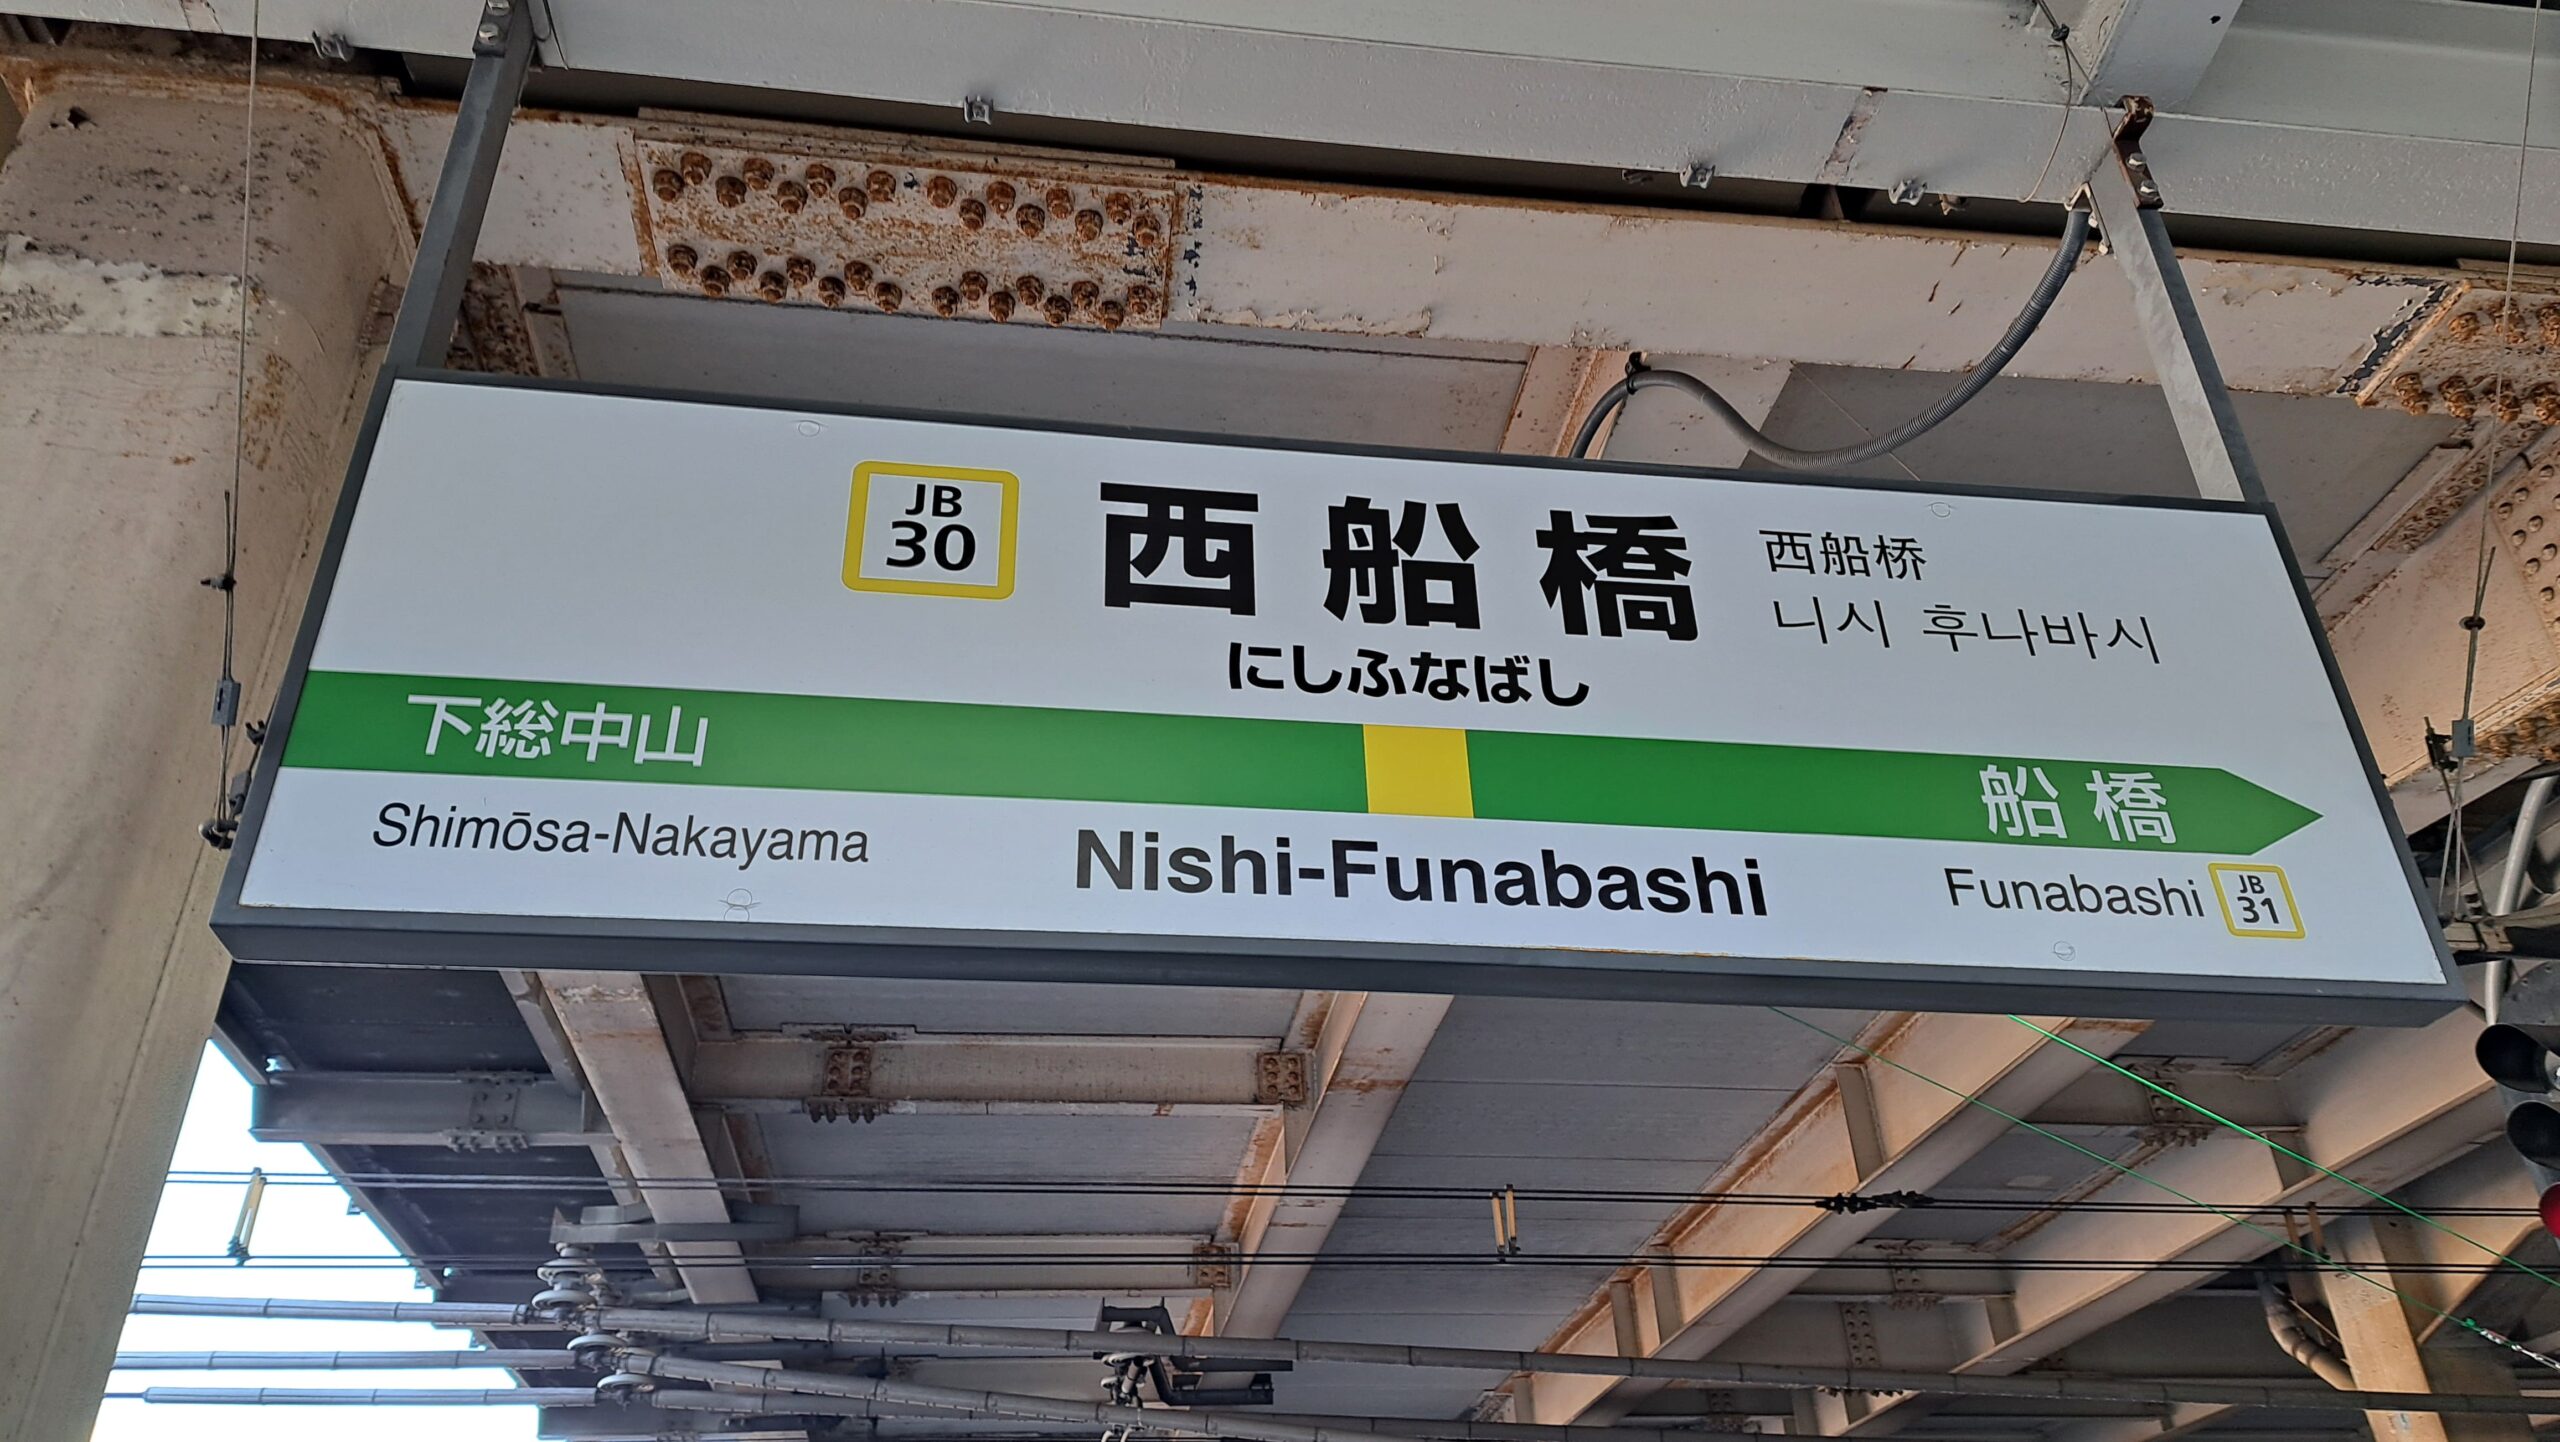 JB
30
西船橋
西船桥
니시 후나바시
にしふなばし
下総中山
船橋
Shimōsa-Nakayama
Nishi-Funabashi
Funabashi
JB
31